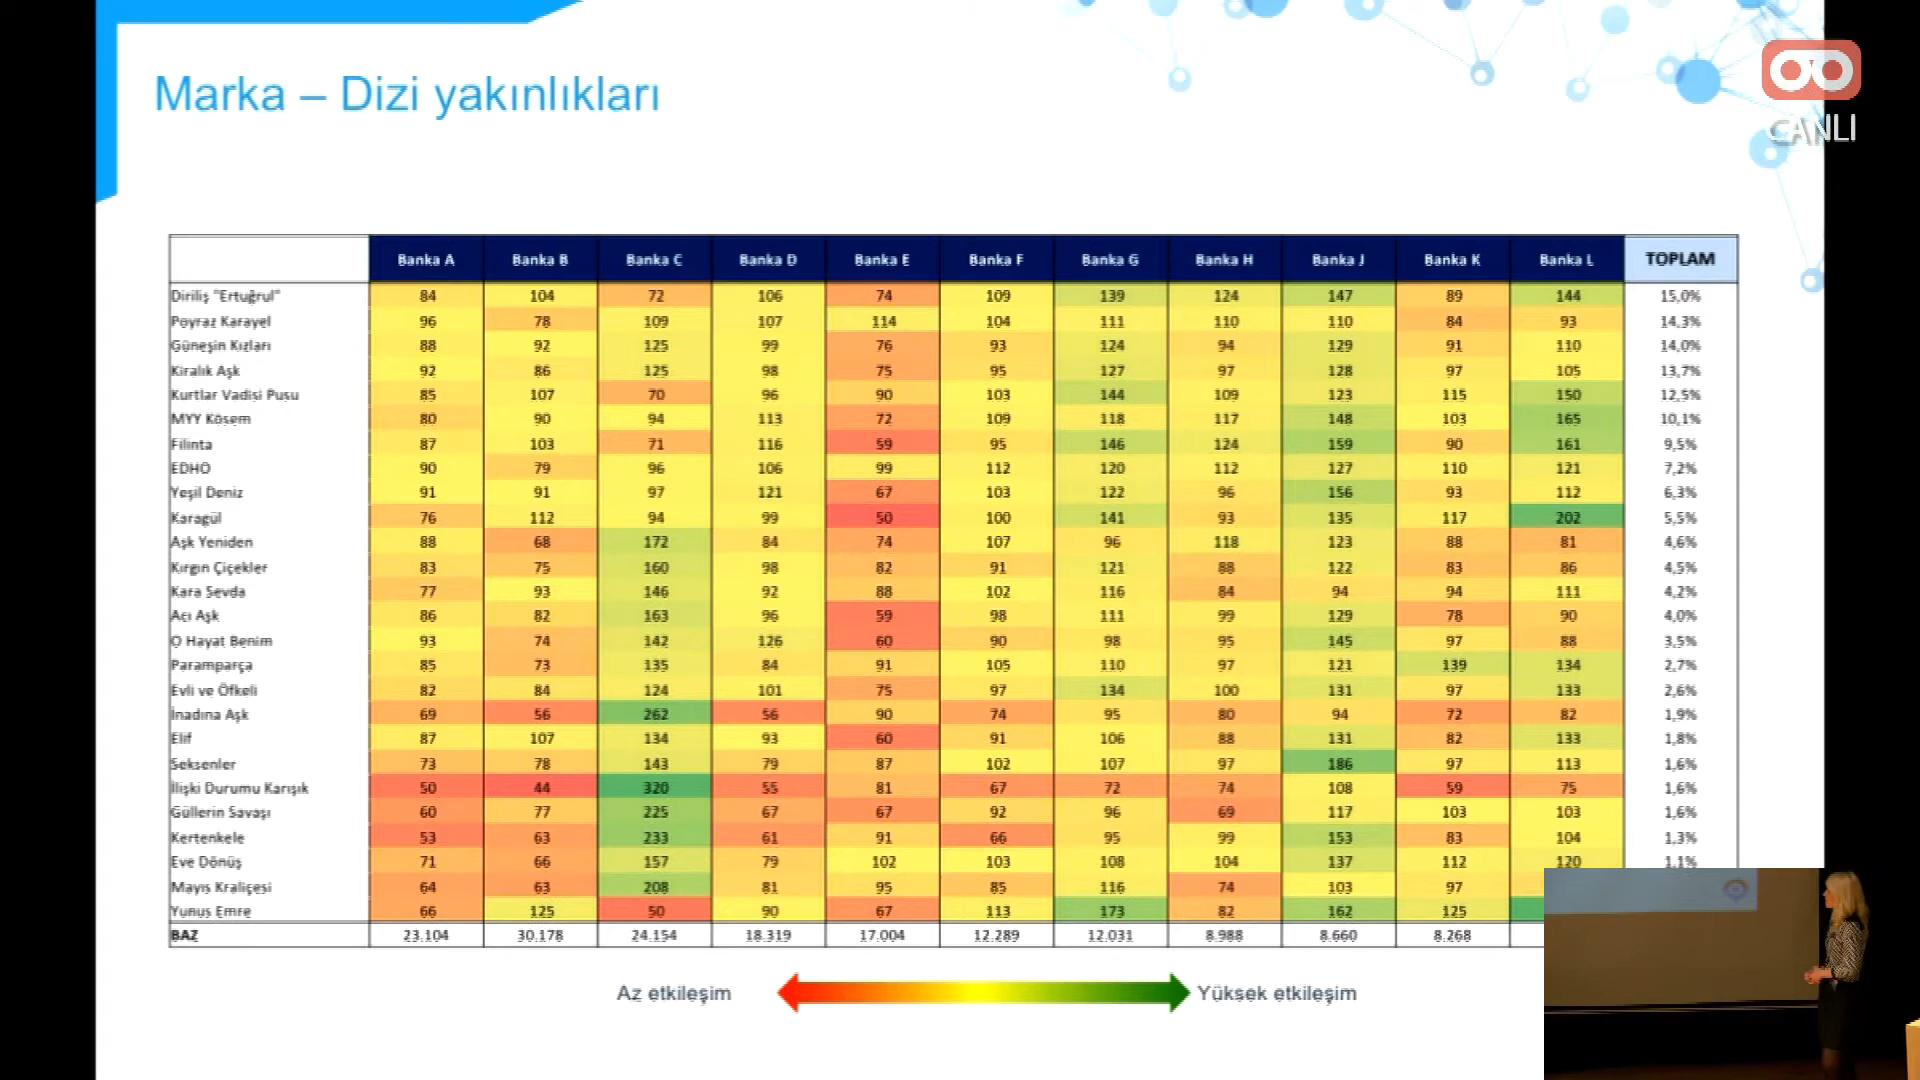 CANLI
Marka – Dizi yakınlıkları
Banka A Banka B Banka C Banka D Banka E Banka F Banka G Banka H Banka J Banka K Banka L TOPLAM
Diriliş "Ertuğrul" 84 104 72 106 74 109 139 124 147 89 144 15,0%
Poyraz Karayel 96 78 109 107 114 104 111 110 110 84 93 14,3%
Güneşin Kızları 88 92 125 99 76 93 124 94 129 91 110 14,0%
Kiralık Aşk 92 86 125 98 75 95 127 97 128 97 105 13,7%
Kurtlar Vadisi Pusu 85 107 70 96 90 103 144 109 123 115 150 12,5%
MYY Kösem 80 90 94 113 72 109 118 117 148 103 165 10,1%
Filinta 87 103 71 116 59 95 146 124 159 90 161 9,5%
EDHO 90 79 96 106 99 112 120 112 127 110 121 7,2%
Yeşil Deniz 91 91 97 121 67 103 122 96 156 93 112 6,3%
Karagül 76 112 94 99 50 100 141 93 135 117 202 5,5%
Aşk Yeniden 88 68 172 84 74 107 96 118 123 88 81 4,6%
Kırgın Çiçekler 83 75 160 98 82 91 121 88 122 83 86 4,5%
Kara Sevda 77 93 146 92 88 102 116 84 94 94 111 4,2%
Acı Aşk 86 82 163 96 59 98 111 99 129 78 90 4,0%
O Hayat Benim 93 74 142 126 60 90 98 95 145 97 88 3,5%
Paramparça 85 73 135 84 91 105 110 97 121 139 134 2,7%
Evli ve Öfkeli 82 84 124 101 75 97 134 100 131 97 133 2,6%
İnadına Aşk 69 56 262 56 90 74 95 80 94 72 82 1,9%
Elif 87 107 134 93 60 91 106 88 131 82 133 1,8%
Seksenler 73 78 143 79 87 102 107 97 186 97 113 1,6%
İlişki Durumu Karışık 50 44 320 55 81 67 72 74 108 59 75 1,6%
Güllerin Savaşı 60 77 225 67 67 92 96 69 117 103 103 1,6%
Kertenkele 53 63 233 61 91 66 95 99 153 83 104 1,3%
Eve Dönüş 71 66 157 79 102 103 108 104 137 112 120 1,1%
Mayıs Kraliçesi 64 63 208 81 95 85 116 74 103 97
Yunus Emre 66 125 50 90 67 113 173 82 162 125
BAZ 23.104 30.178 24.154 18.319 17.004 12.289 12.031 8.988 8.660 8.268
Az etkileşim Yüksek etkileşim